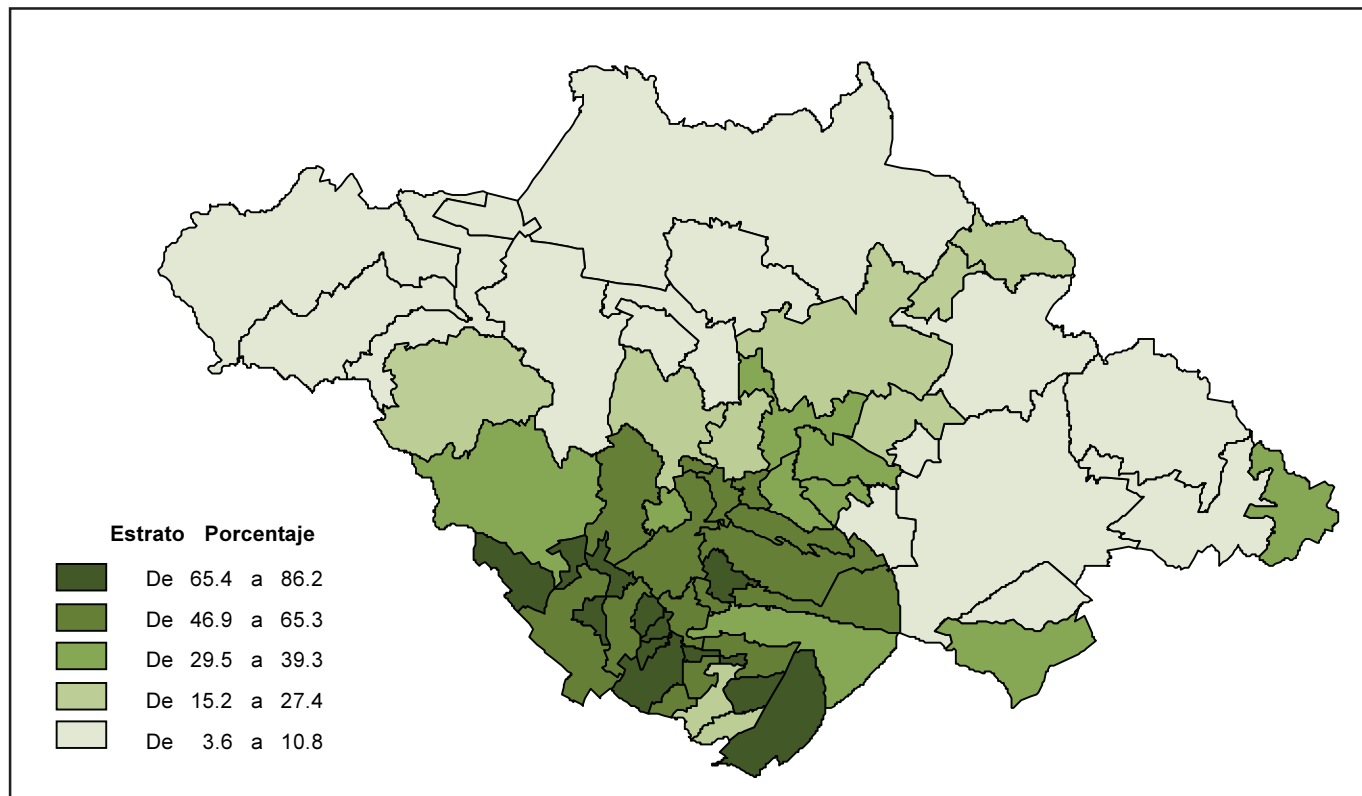 Estrato Porcentaje
De 65.4 a 86.2
De 46.9 a 65.3
De 29.5 a 39.3
De 15.2 a 27.4
De 3.6 a 10.8